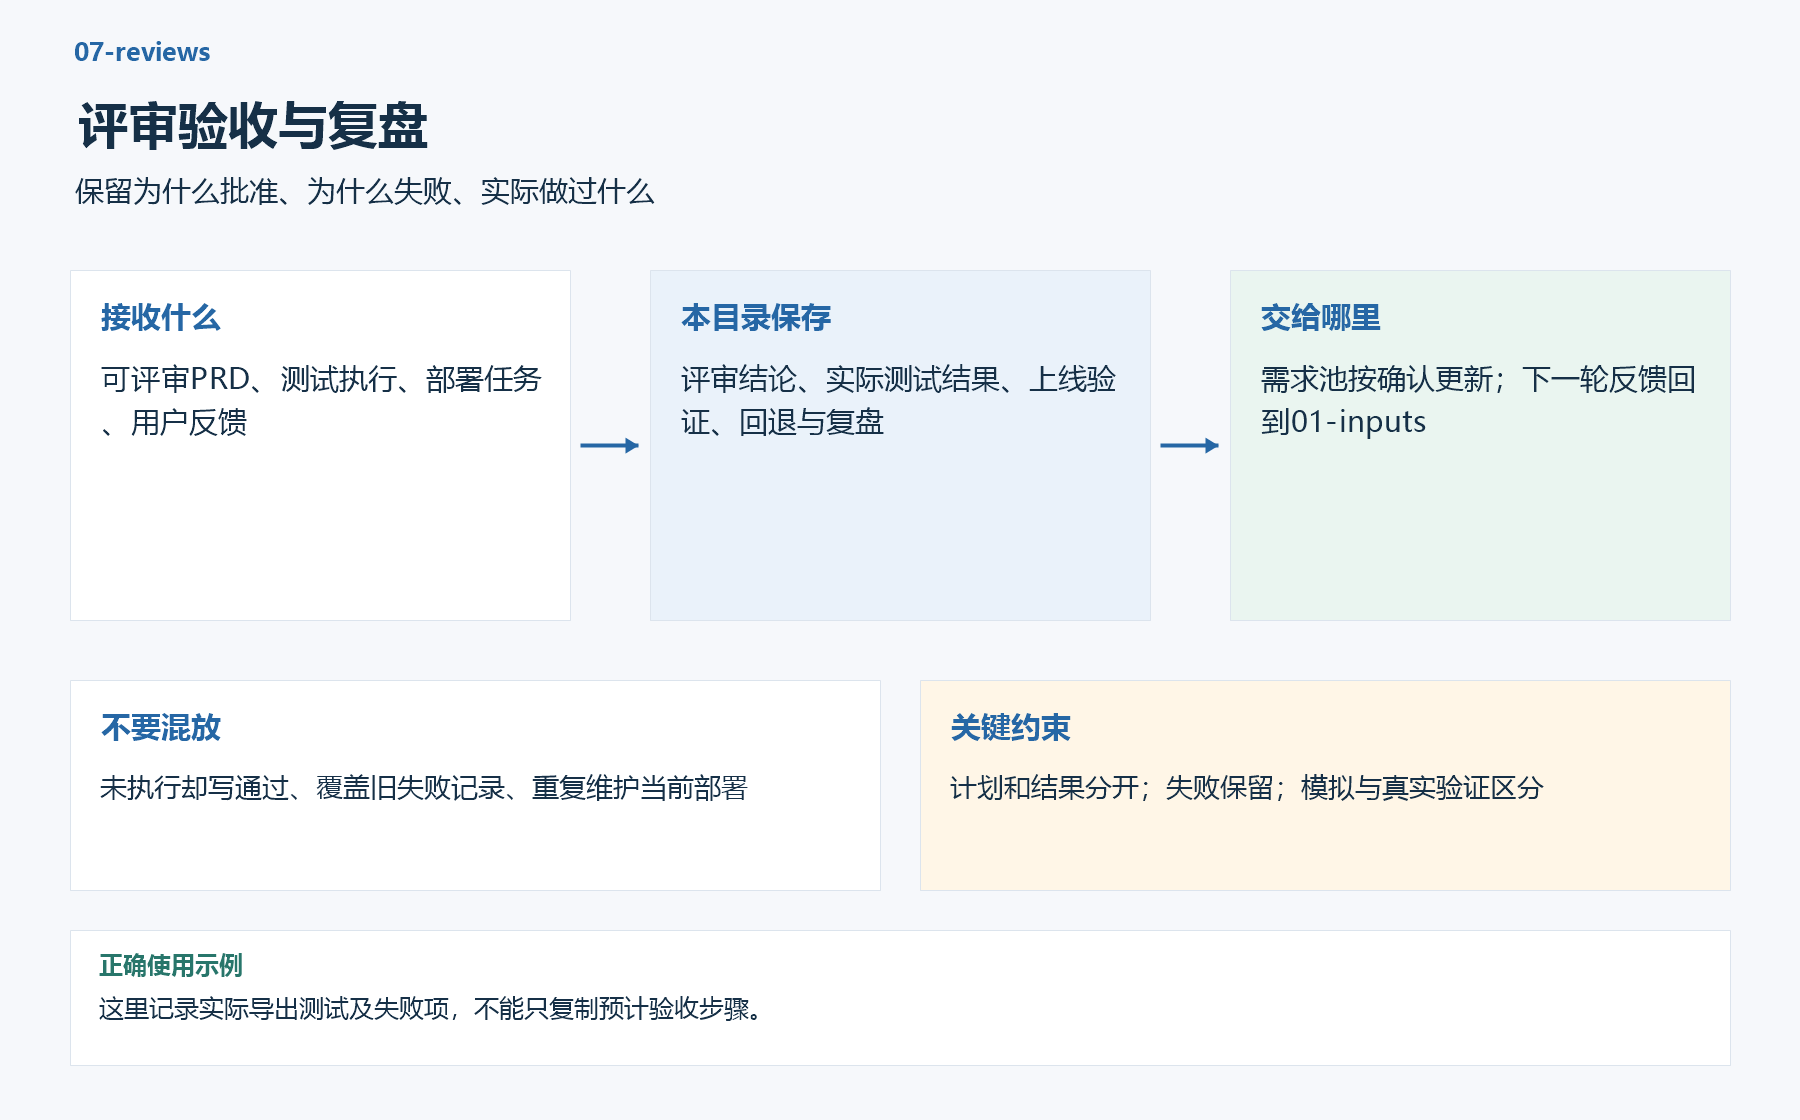 07-reviews
评审验收与复盘
保留为什么批准、为什么失败、实际做过什么
接收什么
可评审PRD、测试执行、部署任务
、用户反馈
本目录保存
评审结论、实际测试结果、上线验
证、回退与复盘
交给哪里
需求池按确认更新；下一轮反馈回
到01-inputs
不要混放
未执行却写通过、覆盖旧失败记录、重复维护当前部署
关键约束
计划和结果分开；失败保留；模拟与真实验证区分
正确使用示例
这里记录实际导出测试及失败项，不能只复制预计验收步骤。